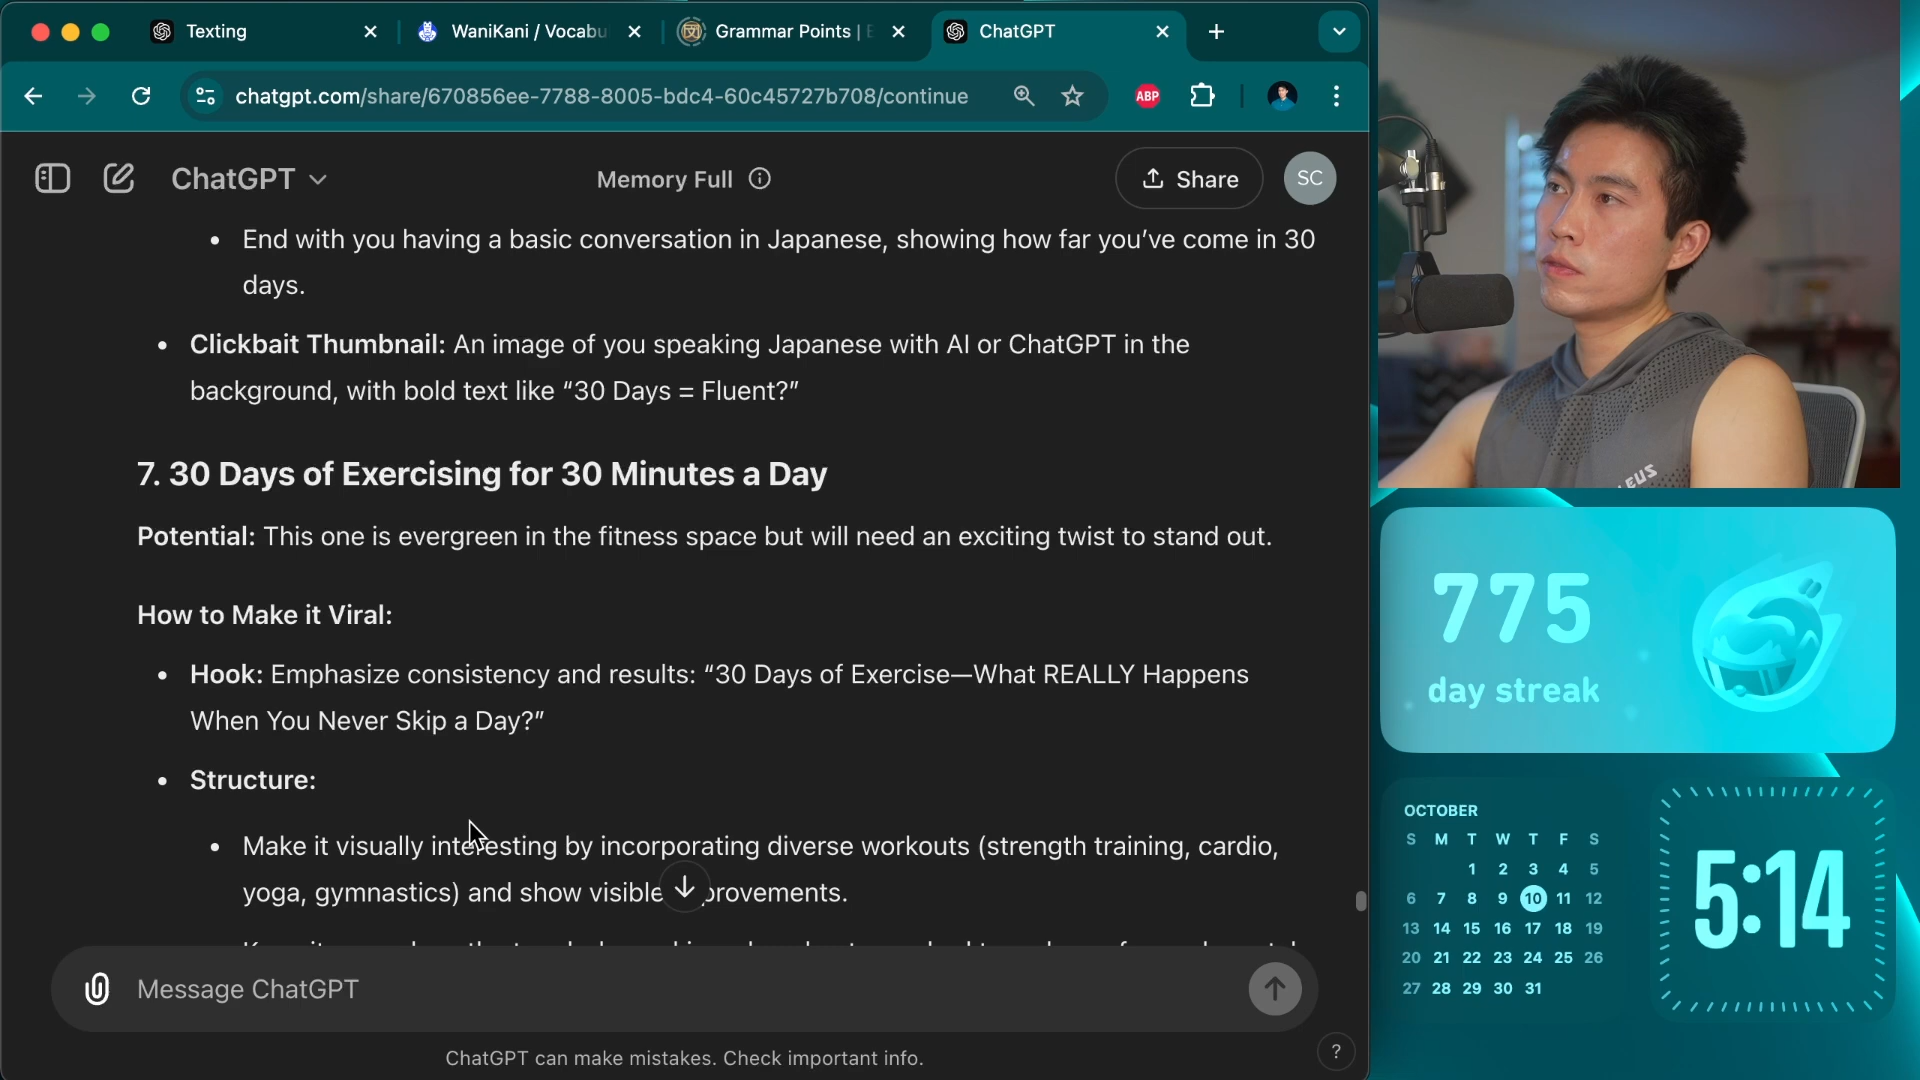 Texting
WaniKani / Vocabu
Grammar Points | E
ChatGPT
chatgpt.com/share/670856ee-7788-8005-bdc4-60c45727b708/continue
ABP
ChatGPT
Memory Full
Share
SC
• End with you having a basic conversation in Japanese, showing how far you’ve come in 30
days.
• Clickbait Thumbnail: An image of you speaking Japanese with AI or ChatGPT in the
background, with bold text like “30 Days = Fluent?”
7. 30 Days of Exercising for 30 Minutes a Day
Potential: This one is evergreen in the fitness space but will need an exciting twist to stand out.
How to Make it Viral:
• Hook: Emphasize consistency and results: “30 Days of Exercise—What REALLY Happens
When You Never Skip a Day?”
• Structure:
• Make it visually interesting by incorporating diverse workouts (strength training, cardio,
yoga, gymnastics) and show visible provements.
Message ChatGPT
ChatGPT can make mistakes. Check important info.
?
775
day streak
OCTOBER
S M T W T F S
1 2 3 4 5
6 7 8 9 10 11 12
13 14 15 16 17 18 19
20 21 22 23 24 25 26
27 28 29 30 31
5:14